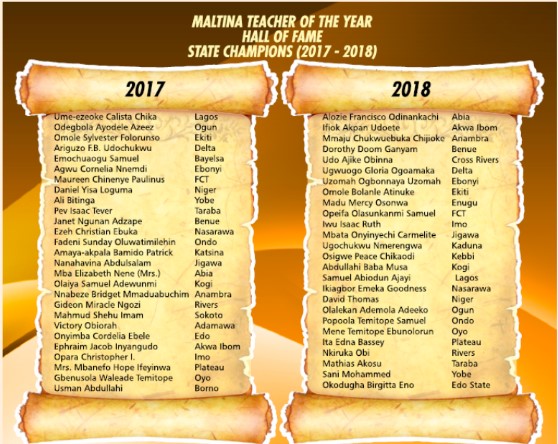 MALTINA TEACHER OF THE YEAR
HALL OF FAME
STATE CHAMPIONS (2017 - 2018)
2017
Ume-ezeoke Calista Chika Lagos
Odegbola Ayodele Azeez Ogun
Omole Sylvester Folorunso Ekiti
Ariguzo F.B. Udochukwu Delta
Emochuaogu Samuel Bayelsa
Agwu Cornelia Nnemdi Ebonyi
Maureen Chinenye Paulinus FCT
Daniel Yisa Loguma Niger
Ali Bitinga Yobe
Pev Isaac Tever Taraba
Janet Ngunan Adzape Benue
Ezeh Christian Ebuka Nasarawa
Fadeni Sunday Oluwatimilehin Ondo
Amaya-akpala Bamido Patrick Katsina
Nanahavina Abdulsalam Jigawa
Mba Elizabeth Nene (Mrs.) Abia
Olaiya Samuel Adewunmi Kogi
Nnabeze Bridget Mmaduabuchim Anambra
Gideon Miracle Ngozi Rivers
Mahmud Shehu Imam Sokoto
Victory Obiorah Adamawa
Onyimba Cordelia Ebele Edo
Ephraim Jacob Inyangudo Akwa Ibom
Opara Christopher I. Imo
Mrs. Mbanefo Hope Ifeyinwa Plateau
Gbenusola Waleade Temitope Oyo
Usman Abdullahi Borno
2018
Alozie Francisco Odinankachi Abia
Ifiok Akpan Udoete Akwa Ibom
Mmaju Chukwuebuka Chijioke Anambra
Dorothy Doom Ganyam Benue
Udo Ajike Obinna Cross Rivers
Ugwuogo Gloria Ogoamaka Delta
Uzomah Ogbonnaya Uzomah Ebonyi
Omole Bolanle Atinuke Ekiti
Madu Mercy Osonwa Enugu
Opeifa Olasunkanmi Samuel FCT
Iwu Isaac Ruth Imo
Mbata Onyinyechi Carmelite Jigawa
Ugochukwu Nmerengwa Kaduna
Osigwe Peace Chikaodi Kebbi
Abdullahi Baba Musa Kogi
Samuel Abiodun Ajayi Lagos
Ikiagbor Emeka Goodness Nasarawa
David Thomas Niger
Olalekan Ademola Adeeko Ogun
Popoola Temitope Samuel Ondo
Mene Temitope Ebunolorun Oyo
Ita Edna Bassey Plateau
Nkiruka Obi Rivers
Mathias Akosu Taraba
Sani Mohammed Yobe
Okodugha Birgitta Eno Edo State